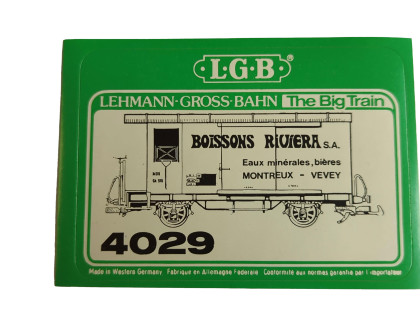 L·G·B
LEHMANN·GROSS·BAHN The Big Train
BOISSONS RIVIERA S.A.
Eaux minérales, bières
MONTREUX - VEVEY
4029
Made in Western Germany Fabriqué en Allemagne Federale Conformité aux normes garantie par l'importateur